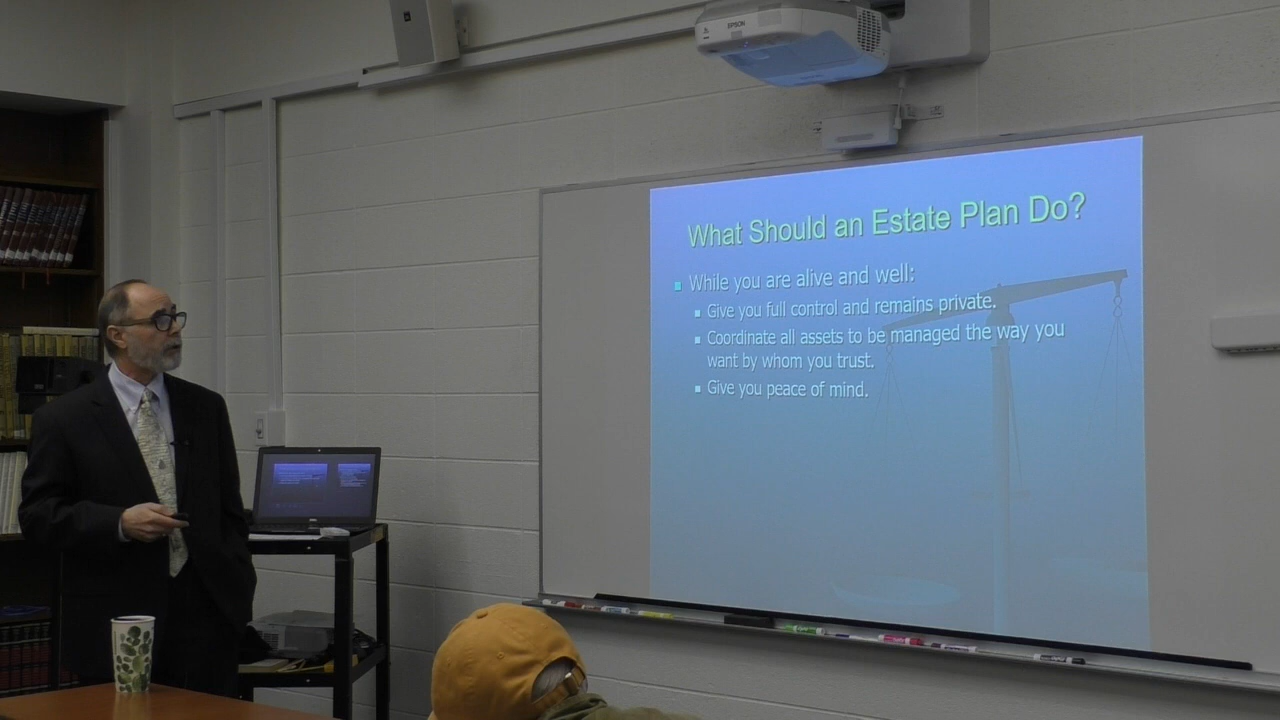 EPSON
What Should an Estate Plan Do?
While you are alive and well:
Give you full control and remains private.
Coordinate all assets to be managed the way you
want by whom you trust.
Give you peace of mind.